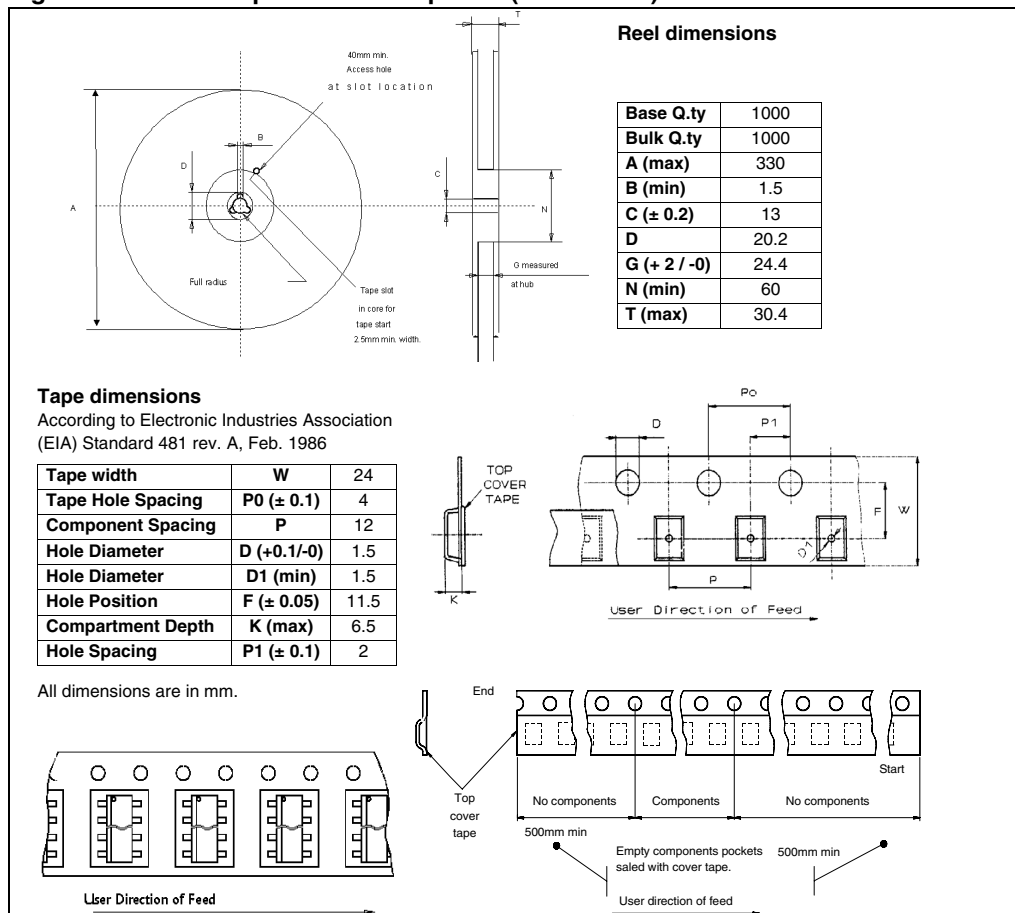 T
Reel dimensions
40mm min.
Access hole
at slot location
B
D
A
C
N
Full radius
G measured
at hub
Tape slot
in core for
tape start
2.5mm min. width.
Base Q.ty 1000
Bulk Q.ty 1000
A (max) 330
B (min) 1.5
C (± 0.2) 13
D 20.2
G (+ 2 / -0) 24.4
N (min) 60
T (max) 30.4
Tape dimensions
According to Electronic Industries Association
(EIA) Standard 481 rev. A, Feb. 1986
Tape width W 24
Tape Hole Spacing P0 (± 0.1) 4
Component Spacing P 12
Hole Diameter D (+0.1/-0) 1.5
Hole Diameter D1 (min) 1.5
Hole Position F (± 0.05) 11.5
Compartment Depth K (max) 6.5
Hole Spacing P1 (± 0.1) 2
All dimensions are in mm.
Po
D
P1
TOP
COVER
TAPE
F
W
K
P
User Direction of Feed
End
Start
Top
cover
tape
No components
Components
No components
500mm min
Empty components pockets
saled with cover tape.
500mm min
User direction of feed
User Direction of Feed